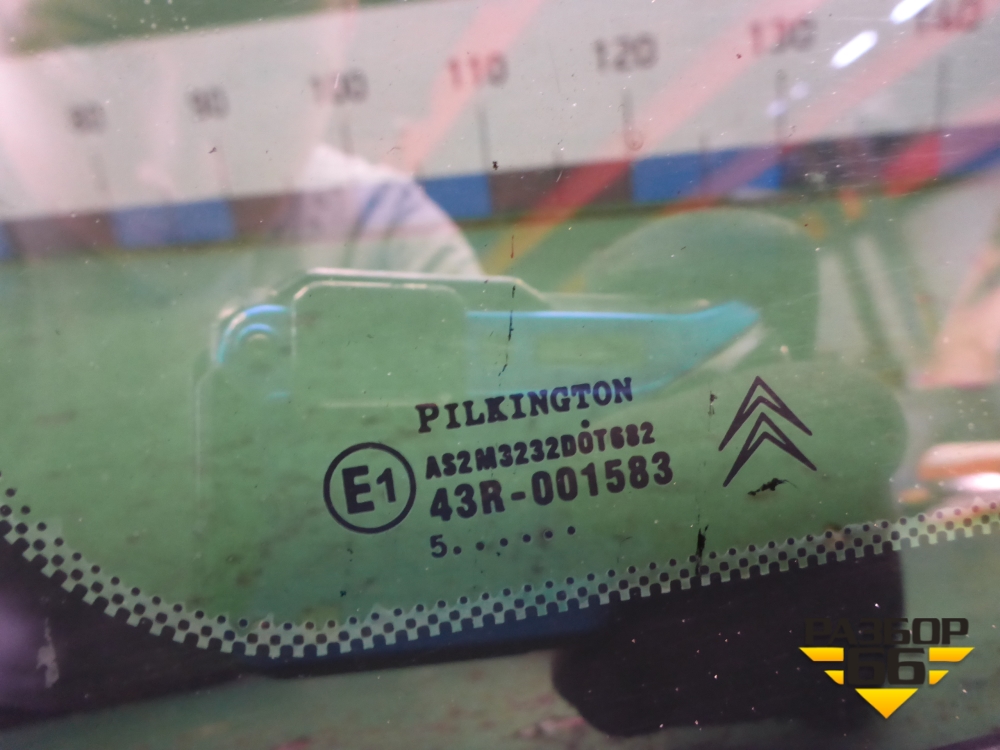 80 90 100 110 120 130 140
PILKINGTON
E1
AS2M3232DOT682
43R-001583
5. . . . . .
РАЗБОР
66